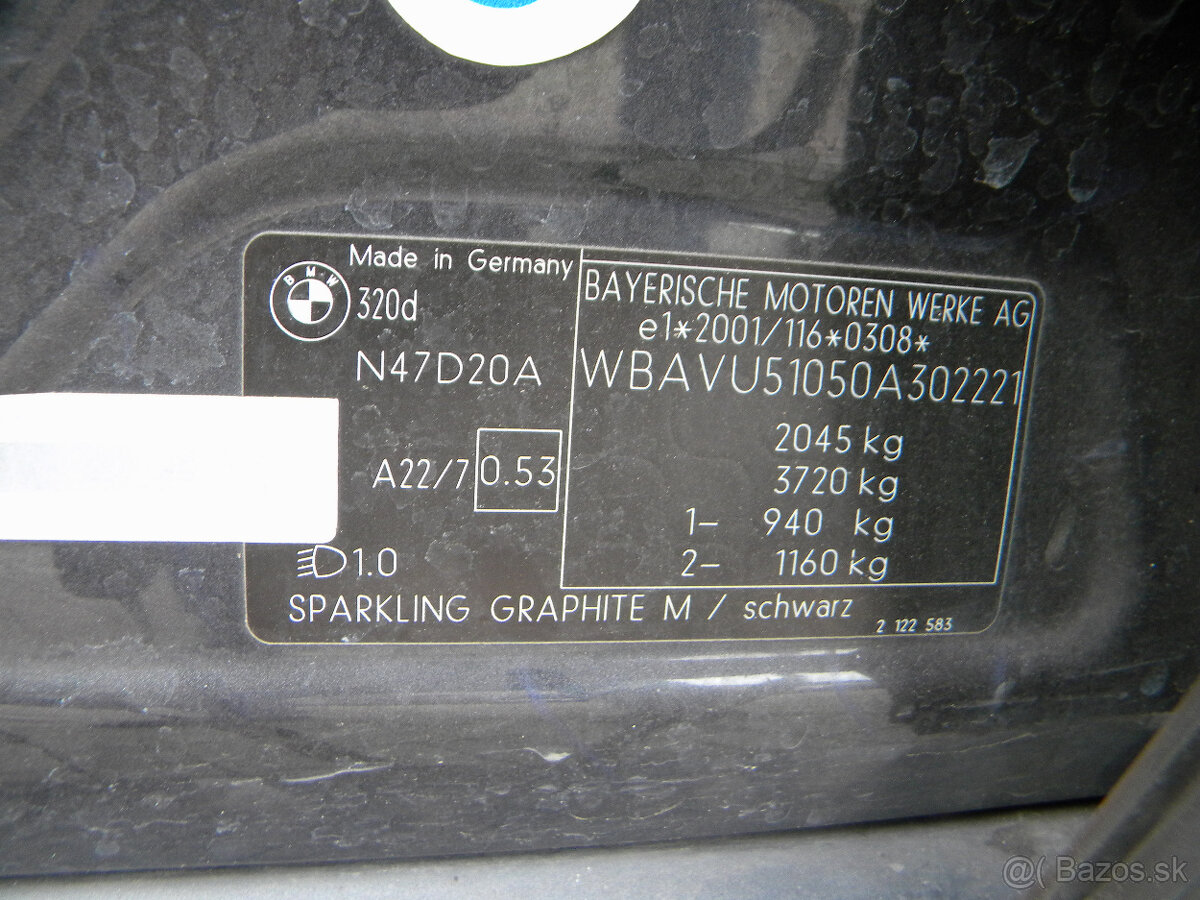 Made in Germany
BMW
320d
N47D20A
A22/7 0.53
1.0
SPARKLING GRAPHITE M / schwarz
2 122 583
BAYERISCHE MOTOREN WERKE AG
e1*2001/116*0308*
WBAVU51050A302221
2045 kg
3720 kg
1- 940 kg
2- 1160 kg
@( Bazos.sk